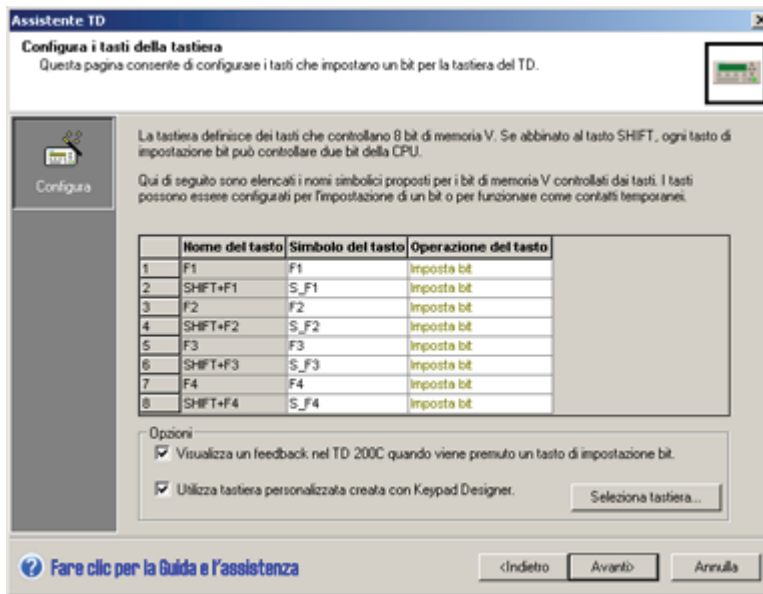 Assistente TD
Configura i tasti della tastiera
Questa pagina consente di configurare i tasti che impostano un bit per la tastiera del TD.
Configura
La tastiera definisce dei tasti che controllano 8 bit di memoria V. Se abbinato al tasto SHIFT, ogni tasto di
impostazione bit può controllare due bit della CPU.
Qui di seguito sono elencati i nomi simbolici proposti per i bit di memoria V controllati dai tasti. I tasti
possono essere configurati per l'impostazione di un bit o per funzionare come contatti temporanei.
Nome del tasto Simbolo del tasto Operazione del tasto
1 F1 F1 Imposta bit
2 SHIFT+F1 S_F1 Imposta bit
3 F2 F2 Imposta bit
4 SHIFT+F2 S_F2 Imposta bit
5 F3 F3 Imposta bit
6 SHIFT+F3 S_F3 Imposta bit
7 F4 F4 Imposta bit
8 SHIFT+F4 S_F4 Imposta bit
Opzioni
Visualizza un feedback nel TD 200C quando viene premuto un tasto di impostazione bit.
Utilizza tastiera personalizzata creata con Keypad Designer.
Seleziona tastiera...
Fare clic per la Guida e l'assistenza
<Indietro Avanti> Annulla